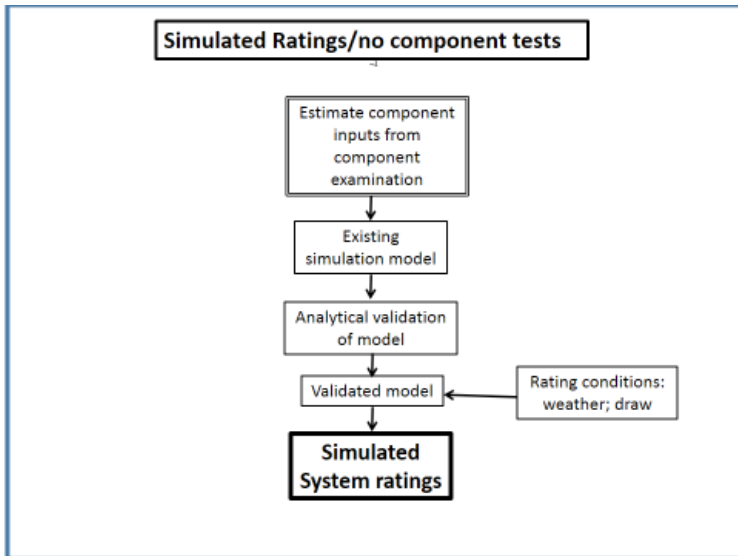 Simulated Ratings/no component tests
Estimate component
inputs from
component
examination
Existing
simulation model
Analytical validation
of model
Validated model
Rating conditions:
weather; draw
Simulated
System ratings